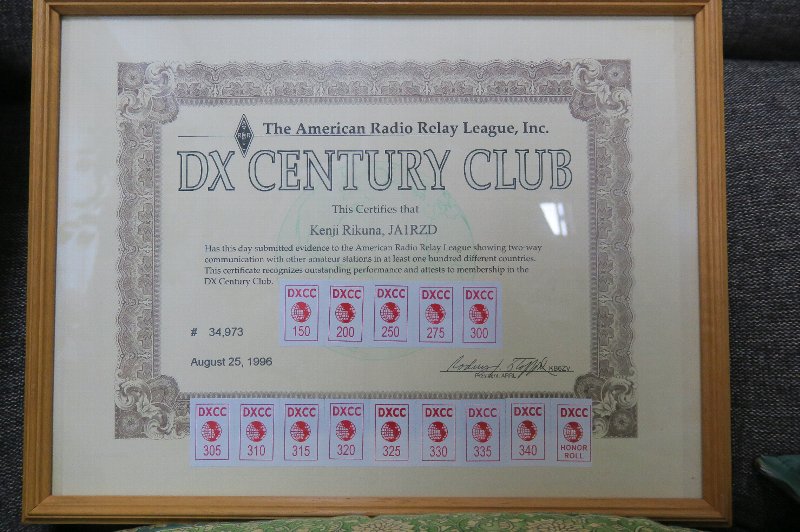 The American Radio Relay League, Inc.
DX CENTURY CLUB
This Certifies that
Kenji Rikuna, JA1RZD
Has this day submitted evidence to the American Radio Relay League showing two-way
communication with other amateur stations in at least one hundred different countries.
This certificate recognizes outstanding performance and attests to membership in the
DX Century Club.
DXCC DXCC DXCC DXCC DXCC
150 200 250 275 300
# 34,973
August 25, 1996
PRESIDENT, ARRL
DXCC DXCC DXCC DXCC DXCC DXCC DXCC DXCC DXCC
305 310 315 320 325 330 335 340 HONOR
ROLL